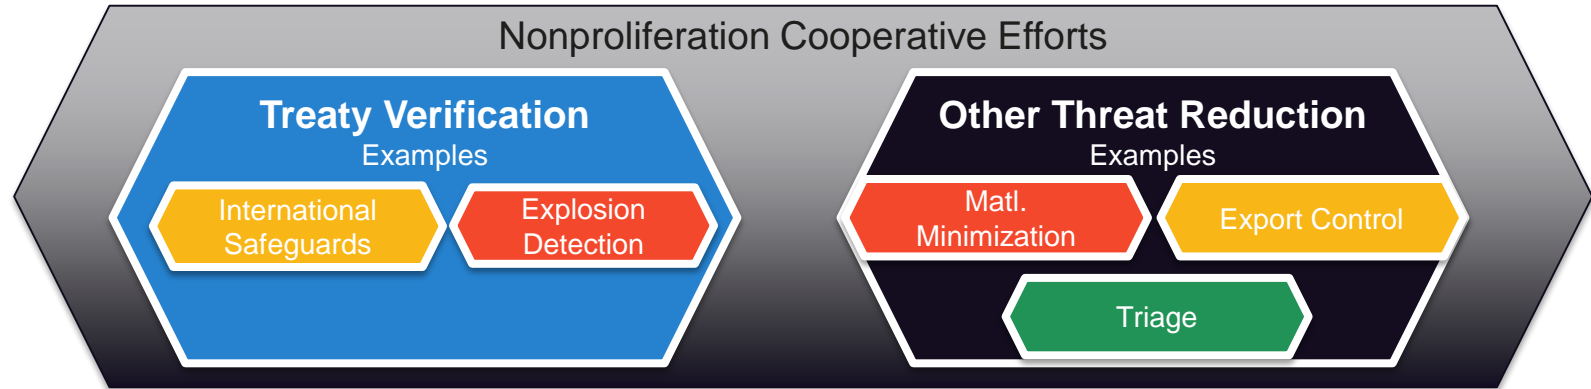 Nonproliferation Cooperative Efforts
Treaty Verification
Examples
International
Safeguards
Explosion
Detection
Other Threat Reduction
Examples
Matl.
Minimization
Export Control
Triage